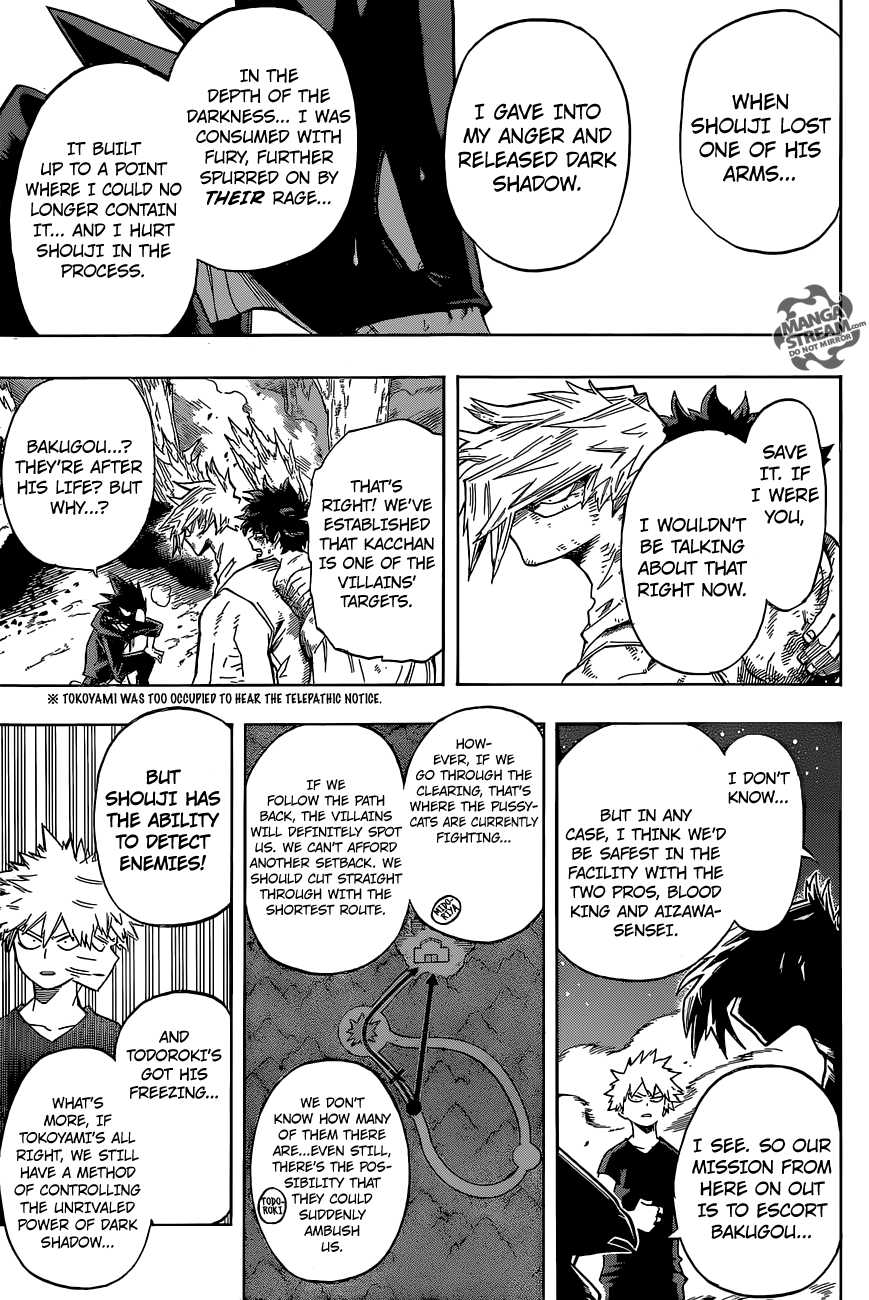 WHEN
SHOUJI LOST
ONE OF HIS
ARMS...
I GAVE INTO
MY ANGER AND
RELEASED DARK
SHADOW.
IN THE
DEPTH OF THE
DARKNESS... I WAS
CONSUMED WITH
FURY, FURTHER
SPURRED ON BY
THEIR RAGE...
IT BUILT
UP TO A POINT
WHERE I COULD NO
LONGER CONTAIN
IT... AND I HURT
SHOUJI IN THE
PROCESS.
MANGA
STREAM.com
DO NOT MIRROR
SAVE
IT. IF
I WERE
YOU,
I WOULDN'T
BE TALKING
ABOUT THAT
RIGHT NOW.
THAT'S
RIGHT! WE'VE
ESTABLISHED
THAT KACCHAN
IS ONE OF THE
VILLAINS'
TARGETS.
BAKUGOU...?
THEY'RE AFTER
HIS LIFE? BUT
WHY...?
※ TOKOYAMI WAS TOO OCCUPIED TO HEAR THE TELEPATHIC NOTICE.
I DON'T
KNOW...
BUT IN ANY
CASE, I THINK WE'D
BE SAFEST IN THE
FACILITY WITH THE
TWO PROS, BLOOD
KING AND AIZAWA-
SENSEI.
I SEE. SO OUR
MISSION FROM
HERE ON OUT
IS TO ESCORT
BAKUGOU...
HOW-
EVER, IF WE
GO THROUGH THE
CLEARING, THAT'S
WHERE THE PUSSY-
CATS ARE CURRENTLY
FIGHTING...
IF WE
FOLLOW THE PATH
BACK, THE VILLAINS
WILL DEFINITELY SPOT
US. WE CAN'T AFFORD
ANOTHER SETBACK. WE
SHOULD CUT STRAIGHT
THROUGH WITH THE
SHORTEST ROUTE.
MIDO-
RIYA
WE DON'T
KNOW HOW MANY
OF THEM THERE
ARE...EVEN STILL,
THERE'S THE POS-
SIBILITY THAT
THEY COULD
SUDDENLY
AMBUSH
US.
TODO-
ROKI
BUT
SHOUJI HAS
THE ABILITY
TO DETECT
ENEMIES!
AND
TODOROKI'S
GOT HIS
FREEZING...
WHAT'S
MORE, IF
TOKOYAMI'S ALL
RIGHT, WE STILL
HAVE A METHOD
OF CONTROLLING
THE UNRIVALED
POWER OF DARK
SHADOW...